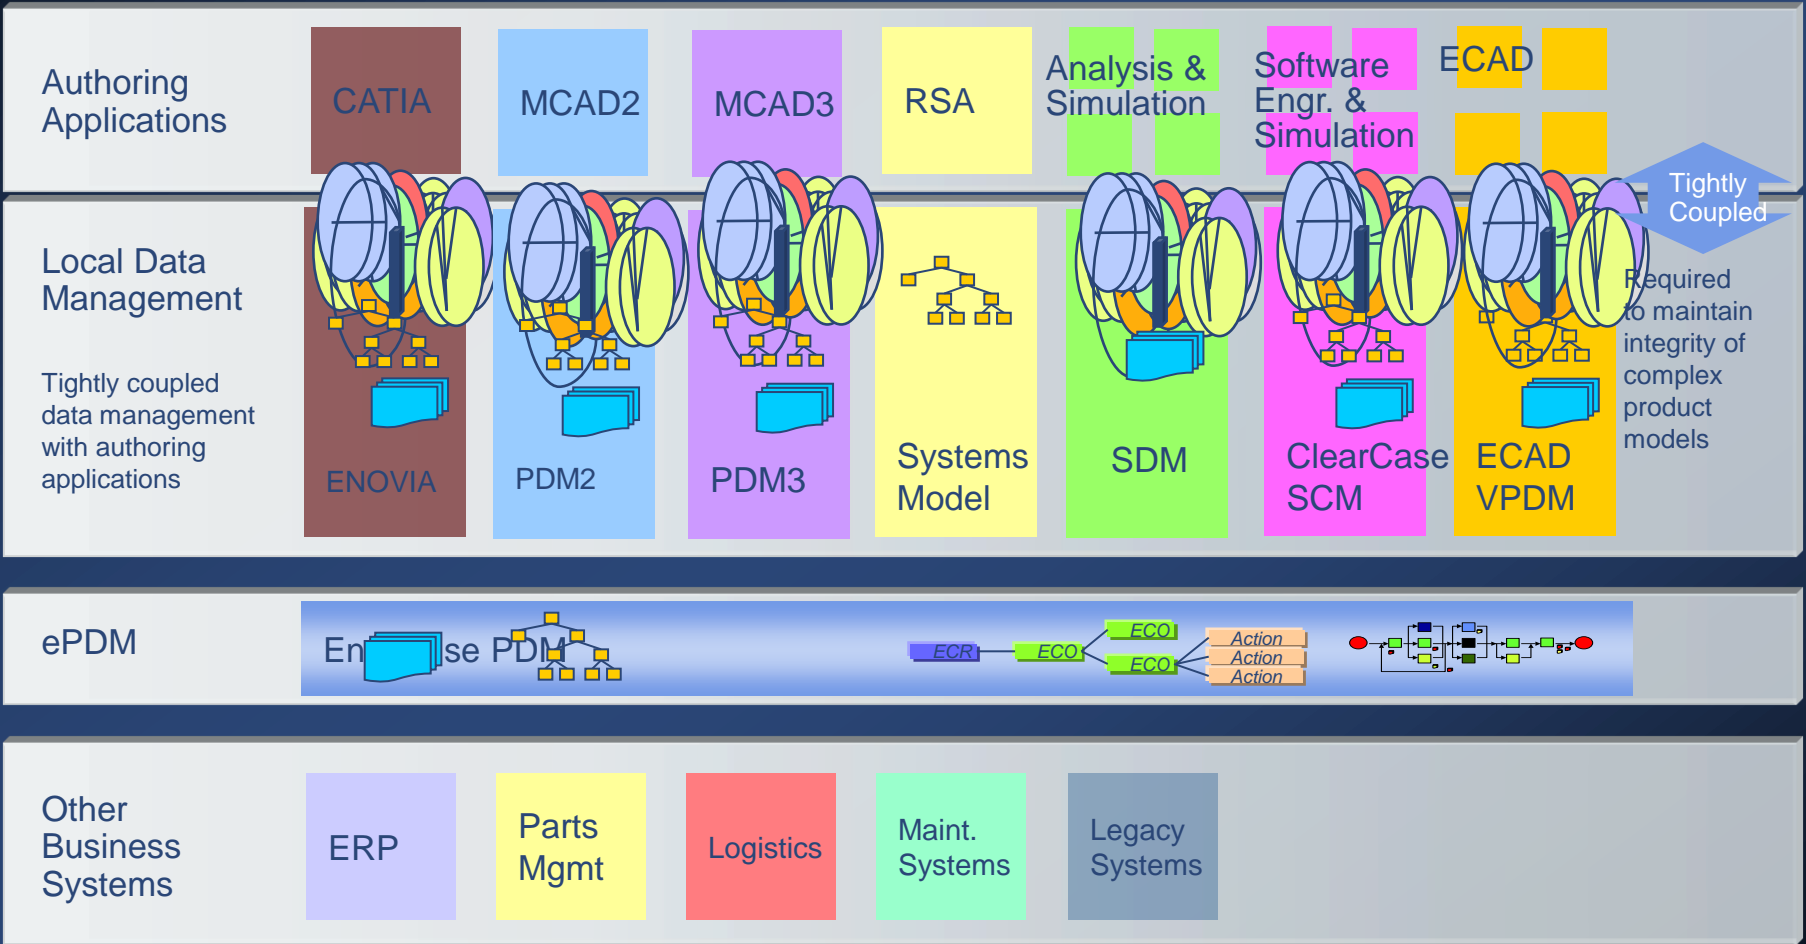 Authoring
Applications
CATIA
MCAD2
MCAD3
RSA
Analysis &
Simulation
Software
Engr. &
Simulation
ECAD
Tightly
Coupled
Local Data
Management
Tightly coupled
data management
with authoring
applications
ENOVIA
PDM2
PDM3
Systems
Model
SDM
ClearCase
SCM
ECAD
VPDM
Required
to maintain
integrity of
complex
product
models
ePDM
PDM
ECR
ECO
ECO
ECO
Action
Action
Action
Other
Business
Systems
ERP
Parts
Mgmt
Logistics
Maint.
Systems
Legacy
Systems